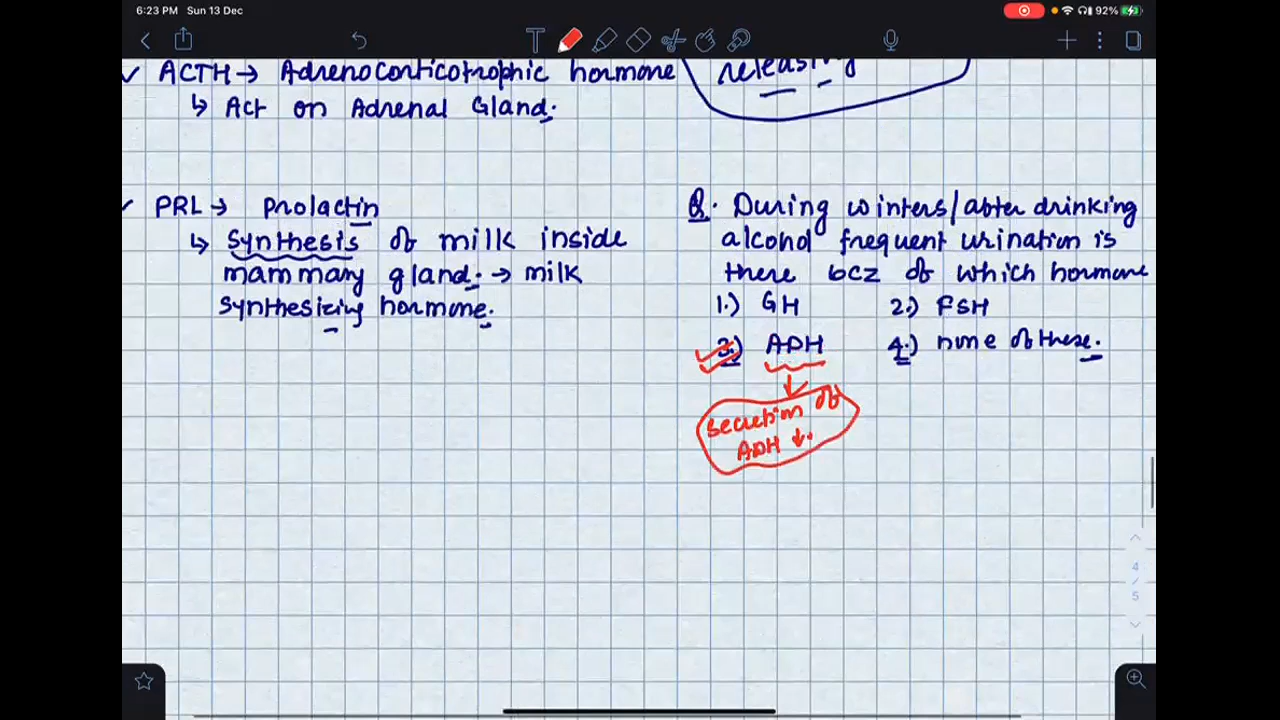 6:23 PM Sun 13 Dec
92%
ACTH → Adrenocorticotrophic hormone
↳ Act on Adrenal Gland.
releasing
✓ PRL → Prolactin
↳ Synthesis of milk inside
mammary gland. → milk
synthesizing hormone.
Q. During winters/after drinking
alcohol frequent urination is
there bcz of which hormone
1.) GH 2.) FSH
3.) ADH 4.) none of these.
↓
secretion of
ADH ↓.
4
/
5